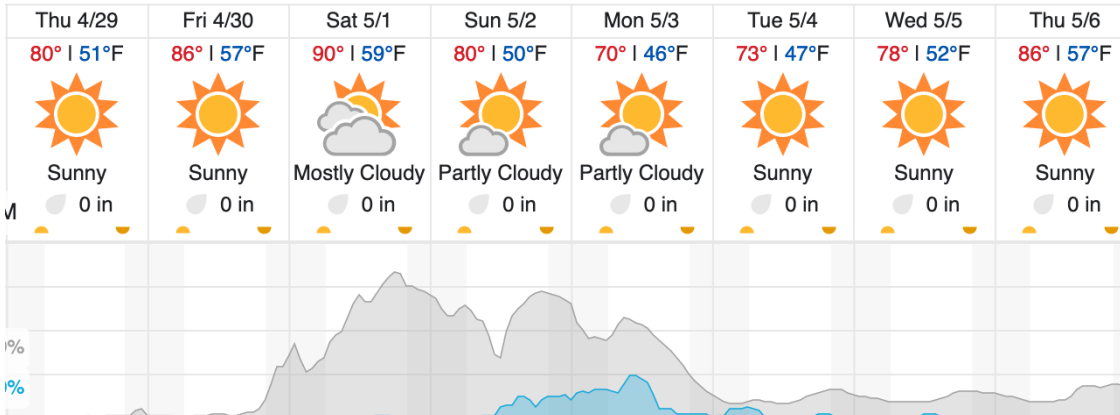 Thu 4/29 Fri 4/30 Sat 5/1 Sun 5/2 Mon 5/3 Tue 5/4 Wed 5/5 Thu 5/6
80° | 51°F 86° | 57°F 90° | 59°F 80° | 50°F 70° | 46°F 73° | 47°F 78° | 52°F 86° | 57°F
Sunny Sunny Mostly Cloudy Partly Cloudy Partly Cloudy Sunny Sunny Sunny
0 in 0 in 0 in 0 in 0 in 0 in 0 in 0 in
M
%
%